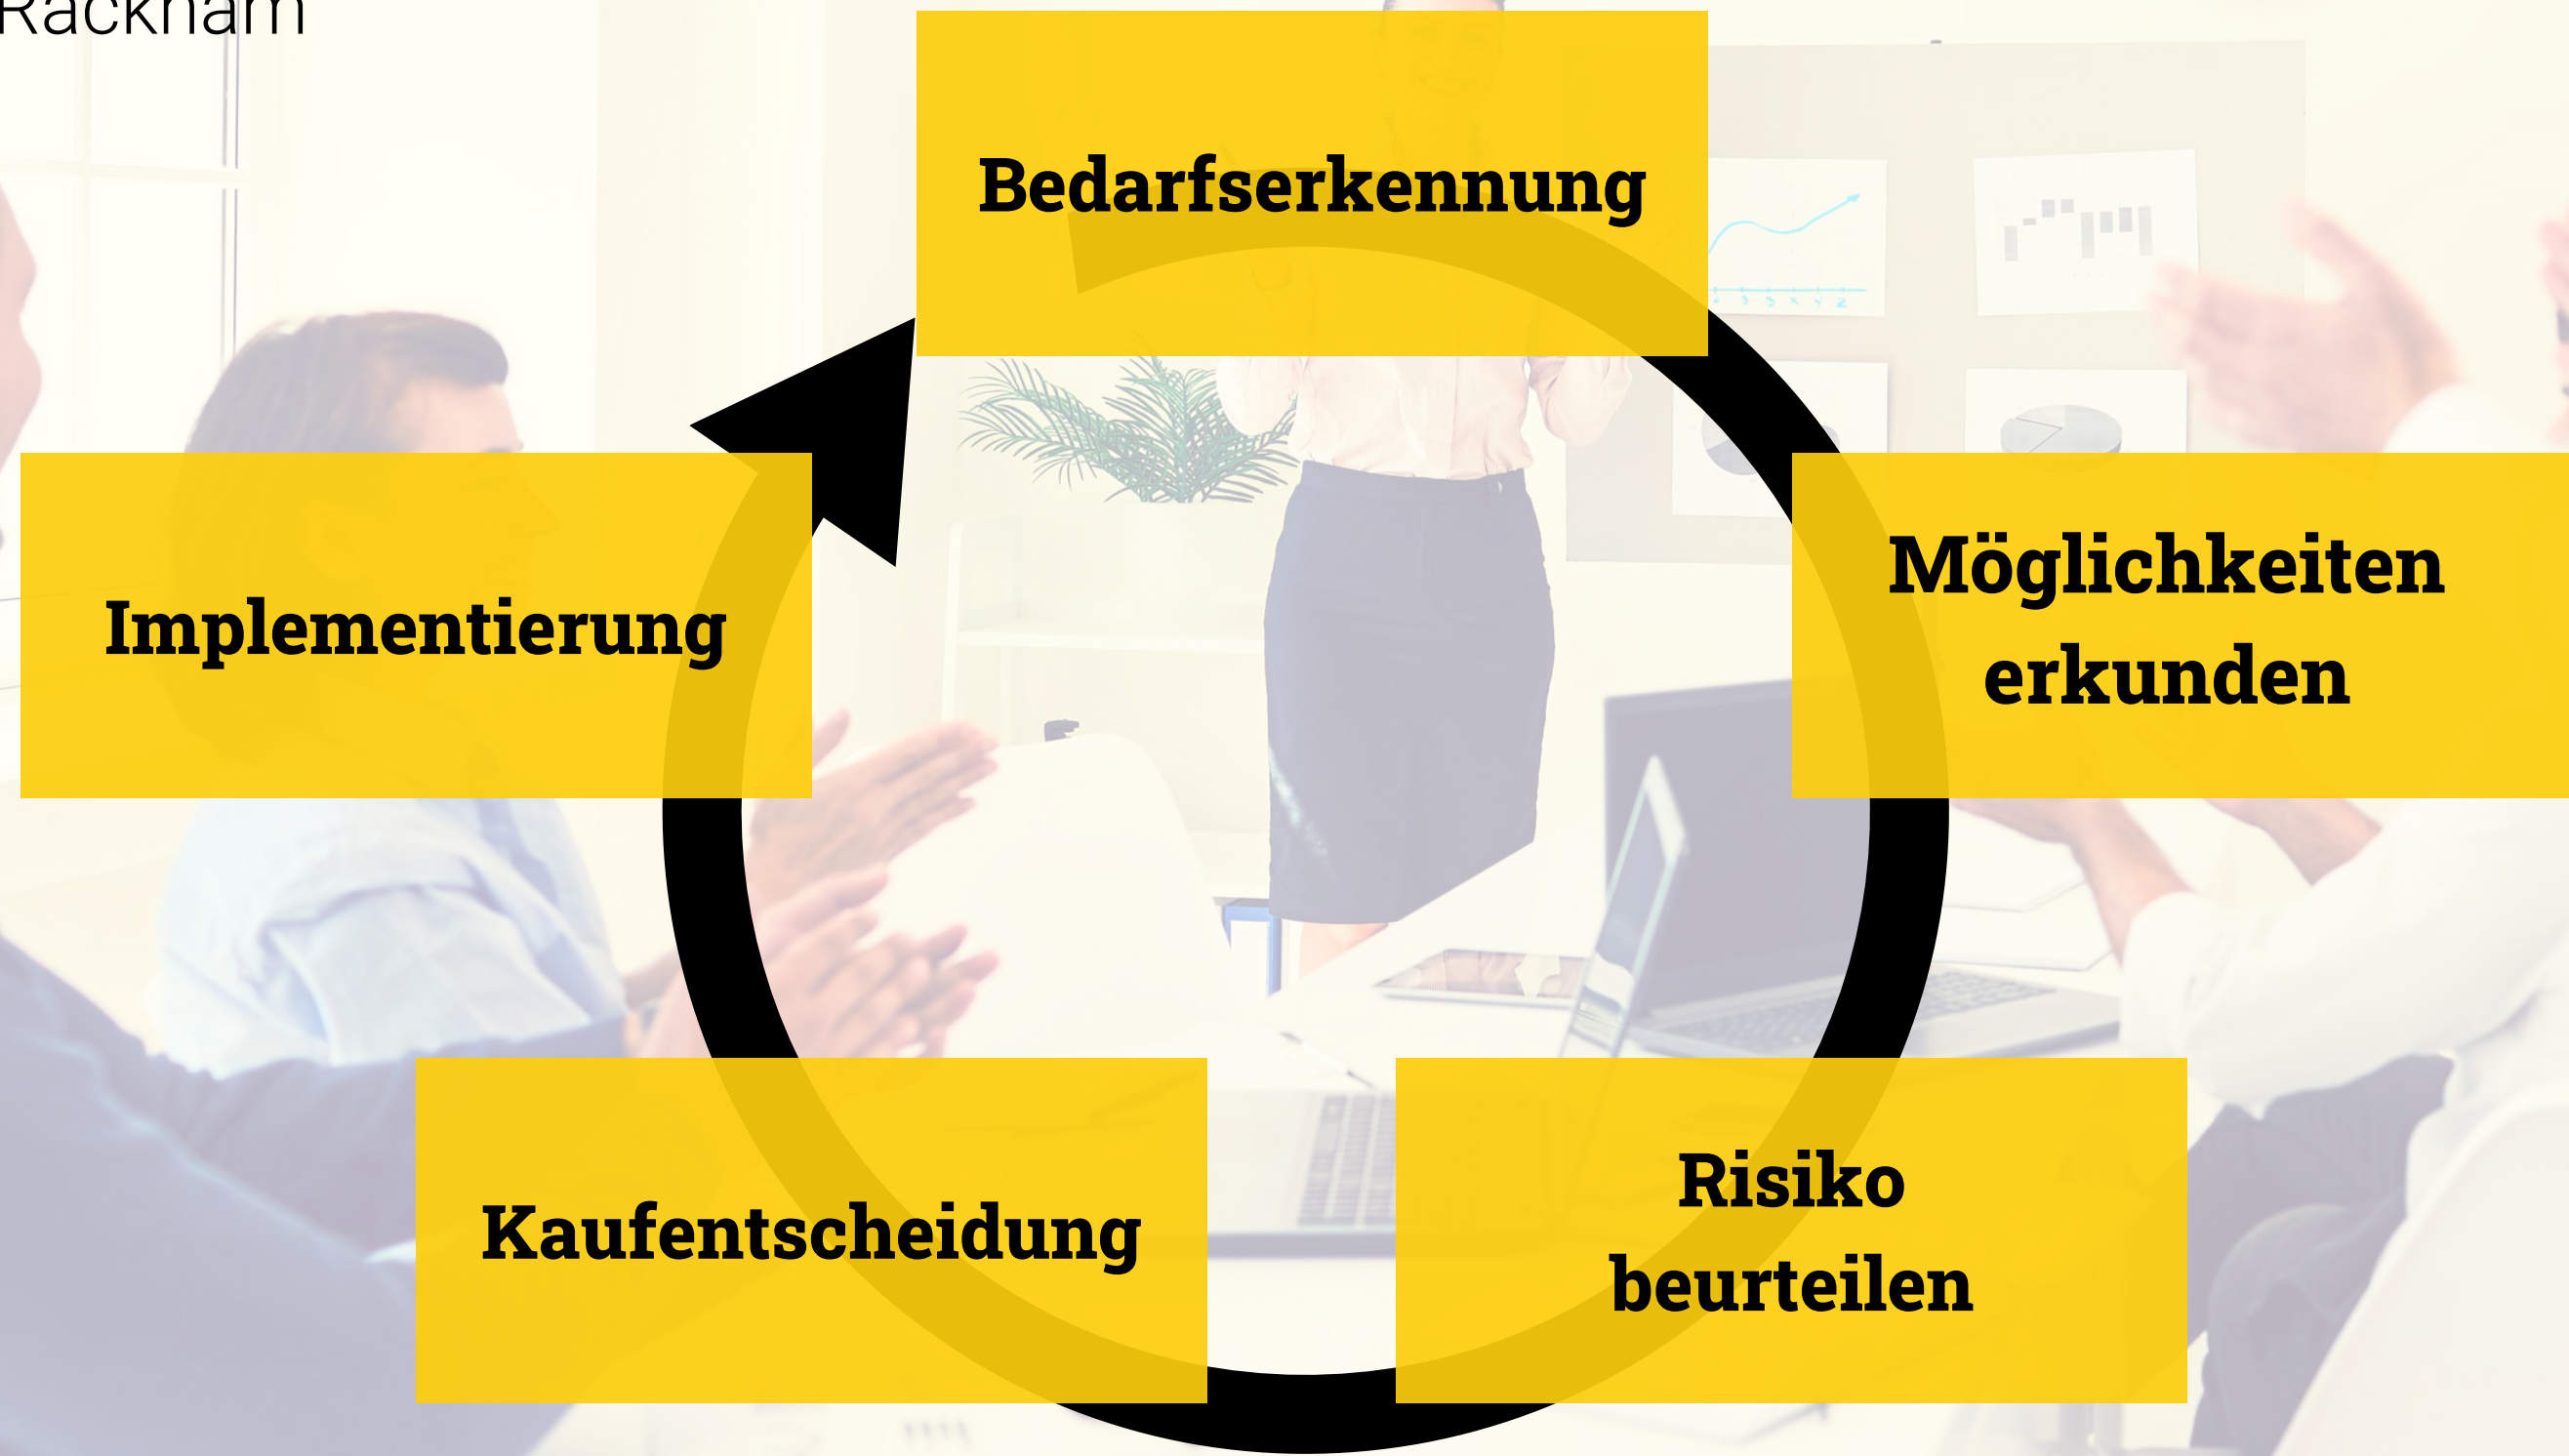 Rackham
Bedarfserkennung
Möglichkeiten
erkunden
Implementierung
Risiko
beurteilen
Kaufentscheidung